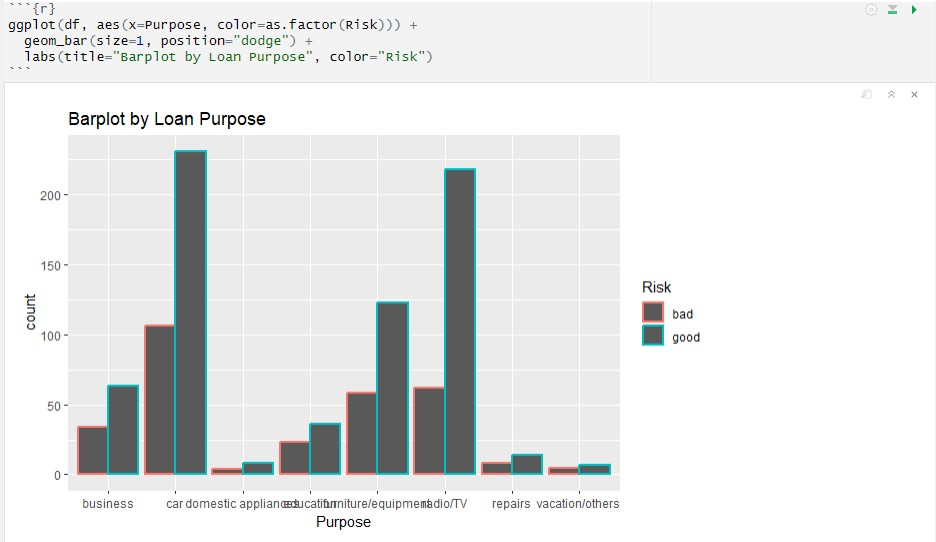 ```{r}
ggplot(df, aes(x=Purpose, color=as.factor(Risk))) +
  geom_bar(size=1, position="dodge") +
  labs(title="Barplot by Loan Purpose", color="Risk")
```
Barplot by Loan Purpose
200
150
100
50
0
count
business car domestic appliances education furniture/equipment radio/TV repairs vacation/others
Purpose
Risk
bad
good